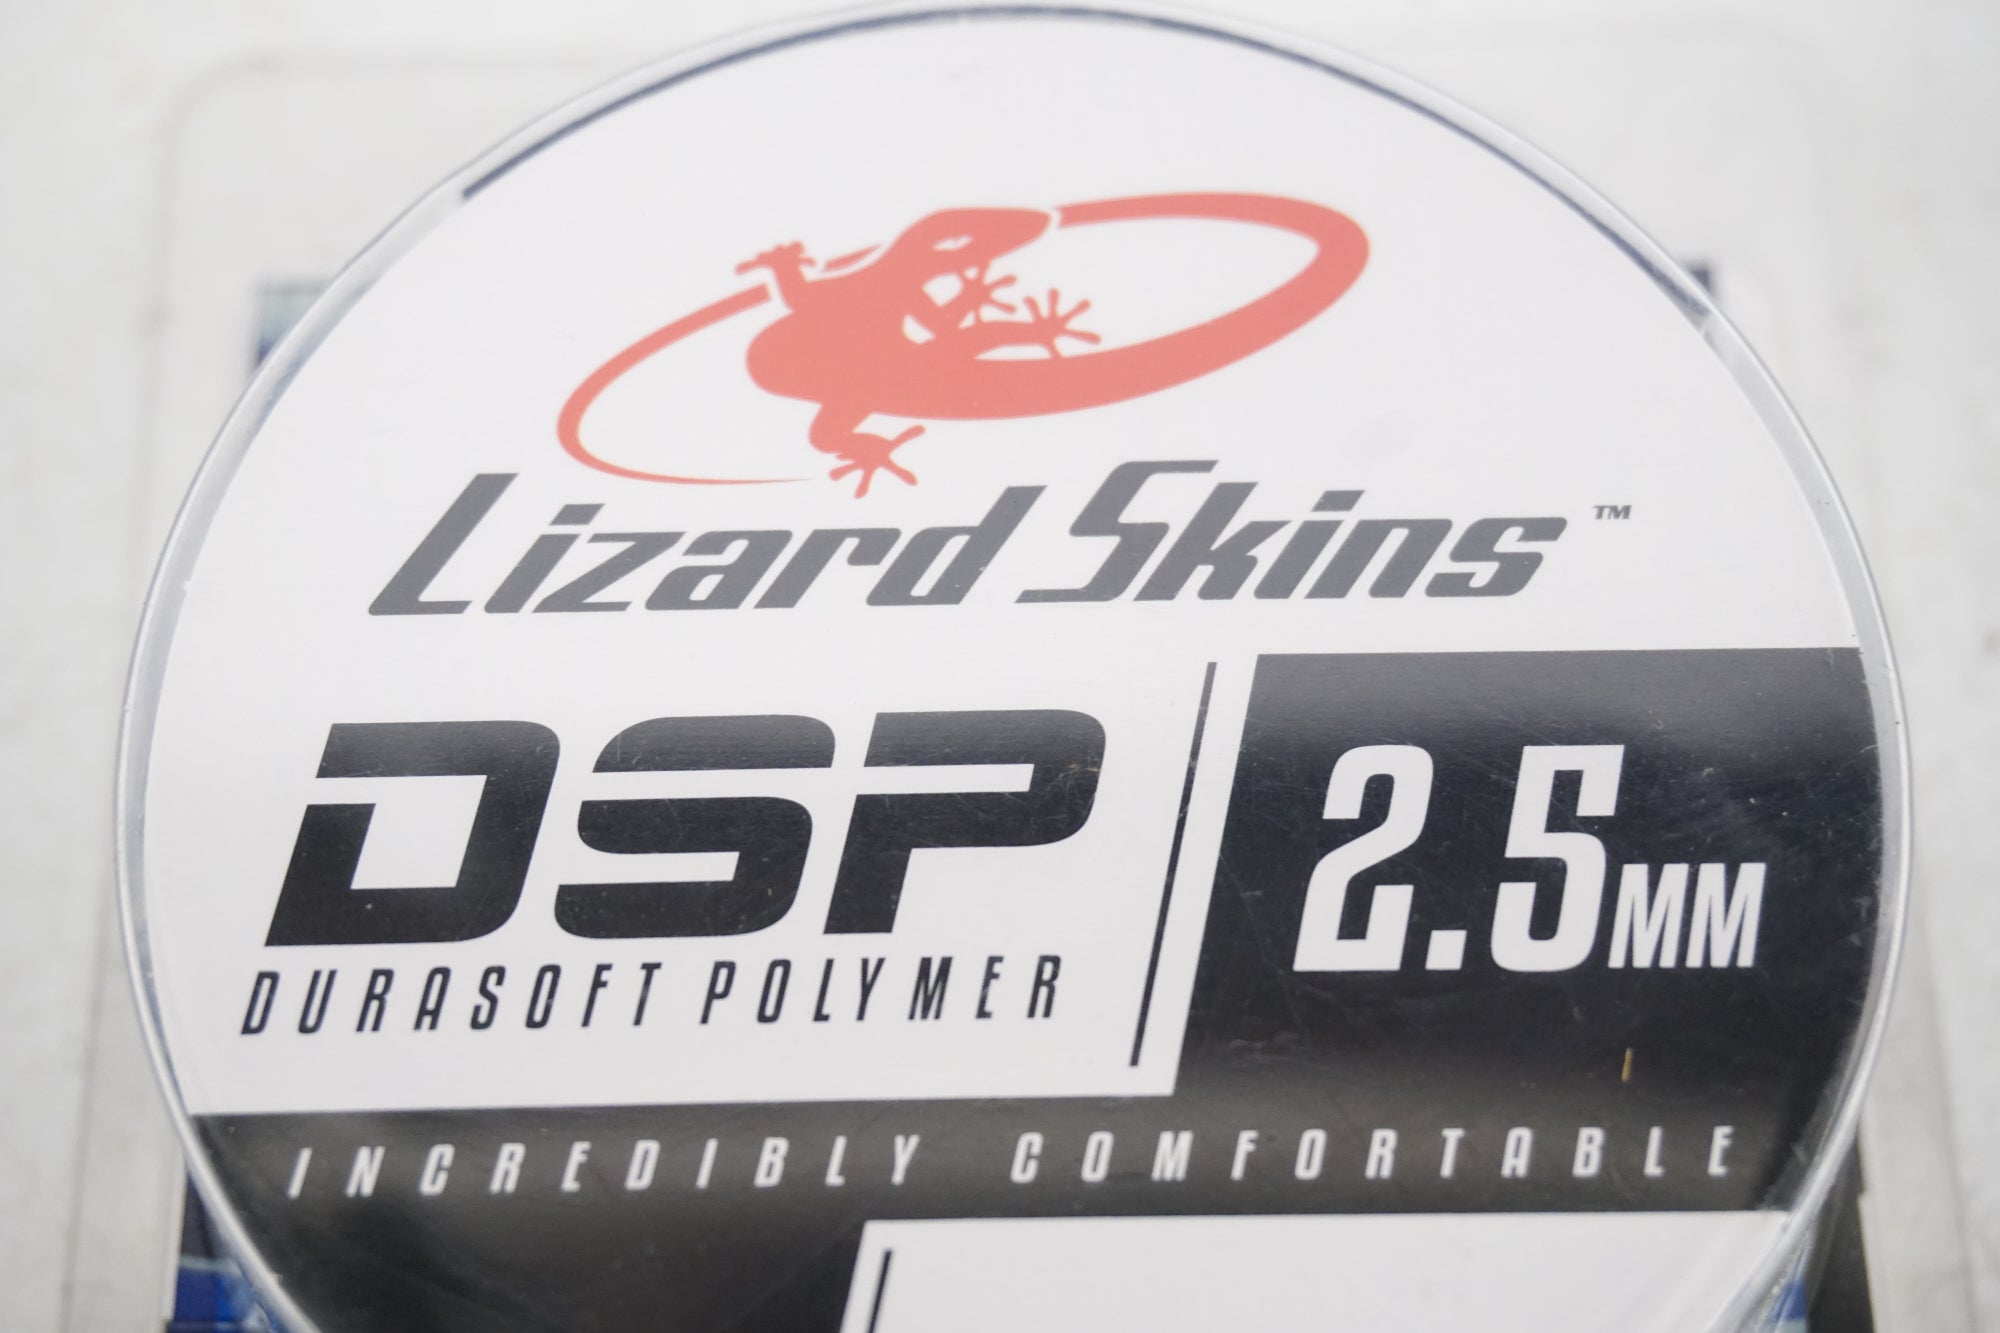 Lizard Skins™
DSP
DURASOFT POLYMER
2.5MM
INCREDIBLY COMFORTABLE